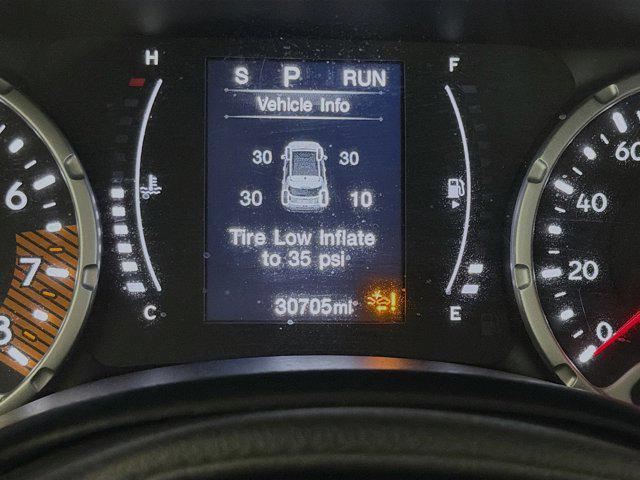 H
F
S P RUN
Vehicle Info
30 30
30 10
Tire Low Inflate
to 35 psi
30705mi
C
E
6
7
8
60
40
20
0